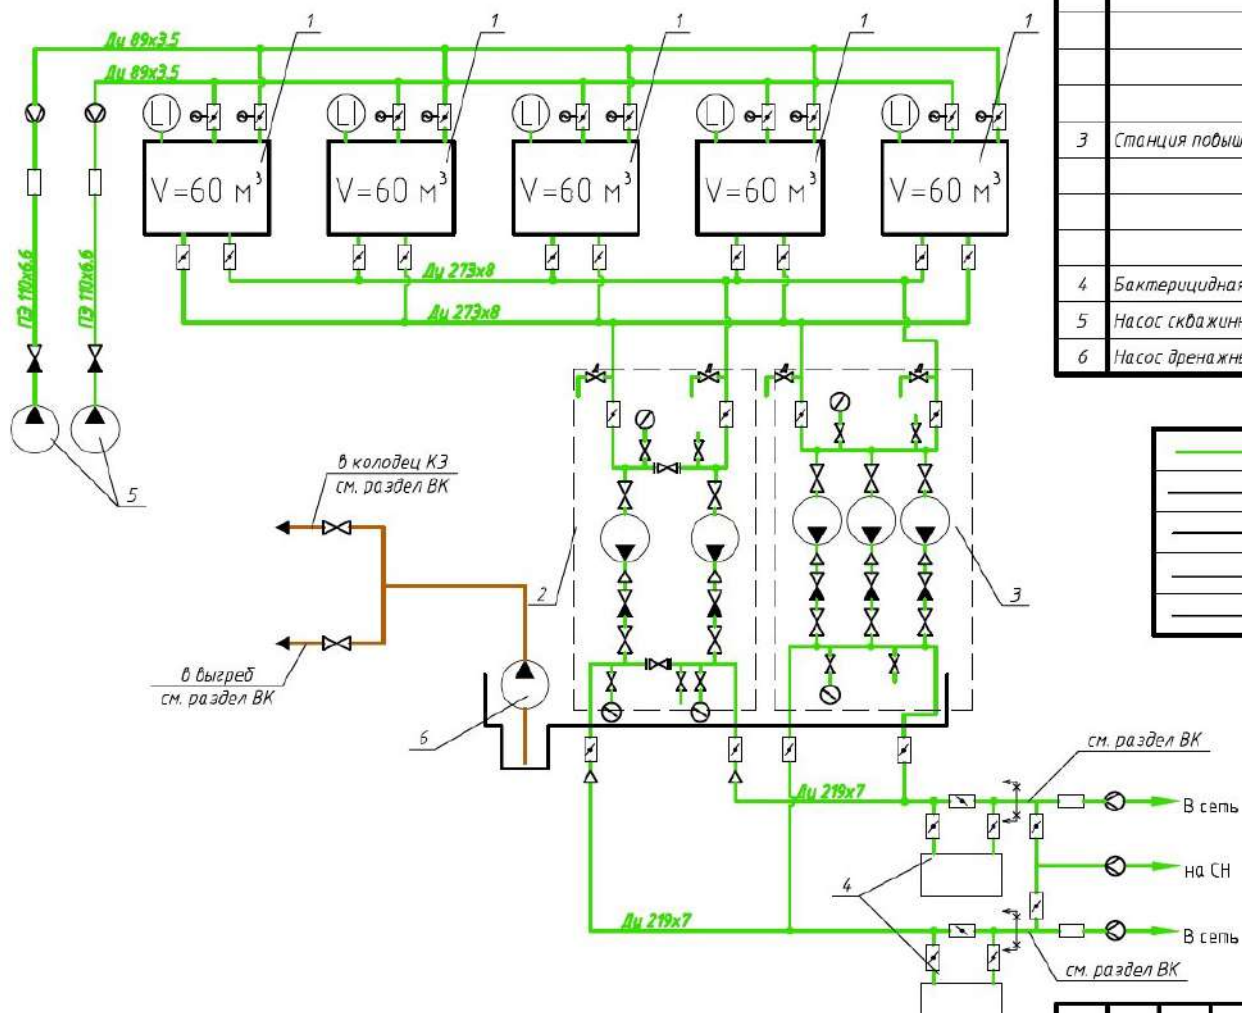 1
1
1
1
Ду 89х3.5
Ду 89х3.5
LI
LI
LI
LI
LI
V=60 м³
V=60 м³
V=60 м³
V=60 м³
V=60 м³
ПЭ 110х6.6
ПЭ 110х6.6
Ду 273х8
Ду 273х8
3 Станция повыш
4 Бактерицидная
5 Насос скважинн
6 Насос дренажны
5
в колодец К3
см. раздел ВК
2
3
в выгреб
см. раздел ВК
6
см. раздел ВК
Ду 219х7
В сеть
4
на СН
Ду 219х7
В сеть
см. раздел ВК